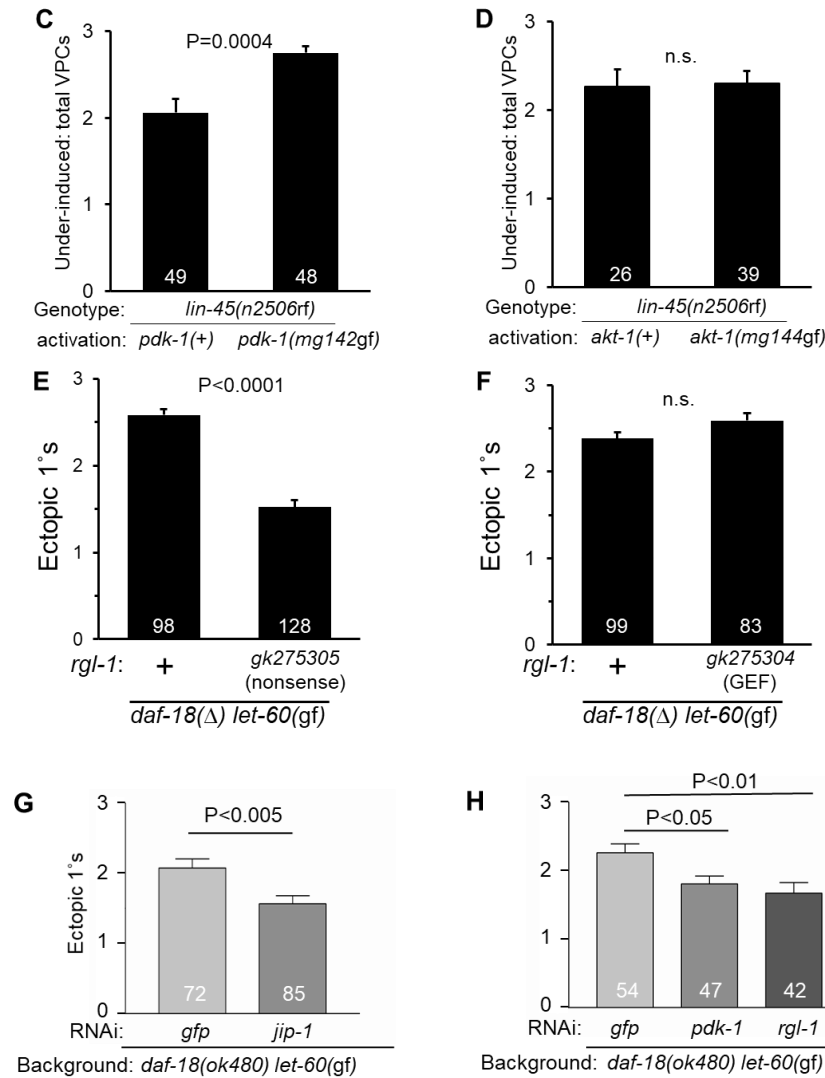 C
3
2
1
0
Under-induced: total VPCs
P=0.0004
49
48
Genotype: lin-45(n2506rf)
activation: pdk-1(+) pdk-1(mg142gf)
D
3
2
1
0
Under-induced: total VPCs
n.s.
26
39
Genotype: lin-45(n2506rf)
activation: akt-1(+) akt-1(mg144gf)
E
3
2
1
0
Ectopic 1˚s
P<0.0001
98
128
rgl-1: + gk275305
(nonsense)
daf-18(Δ) let-60(gf)
F
3
2
1
0
Ectopic 1˚s
n.s.
99
83
rgl-1: + gk275304
(GEF)
daf-18(Δ) let-60(gf)
G
3
2
1
0
Ectopic 1˚s
P<0.005
72
85
RNAi: gfp jip-1
Background: daf-18(ok480) let-60(gf)
H
3
2
1
0
P<0.01
P<0.05
54
47
42
RNAi: gfp pdk-1 rgl-1
Background: daf-18(ok480) let-60(gf)